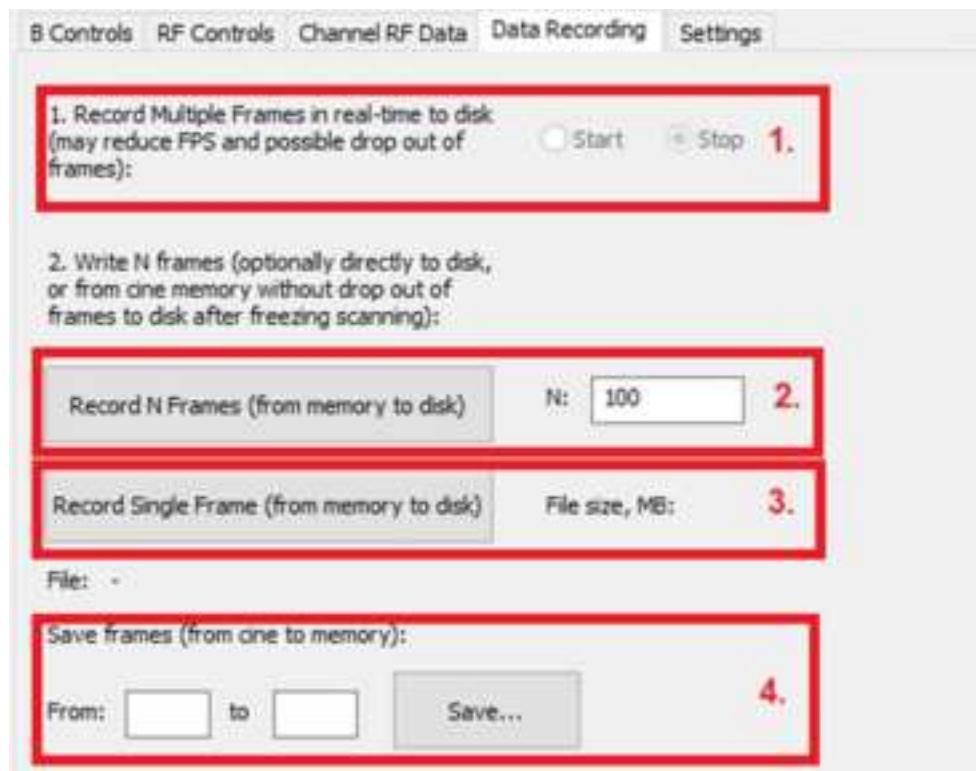 B Controls RF Controls Channel RF Data Data Recording Settings
1. Record Multiple Frames in real-time to disk
(may reduce FPS and possible drop out of
frames):
Start Stop 1.
2. Write N frames (optionally directly to disk,
or from cine memory without drop out of
frames to disk after freezing scanning):
Record N Frames (from memory to disk) N: 100 2.
Record Single Frame (from memory to disk) File size, MB: 3.
File: -
Save frames (from cine to memory):
From: to Save... 4.